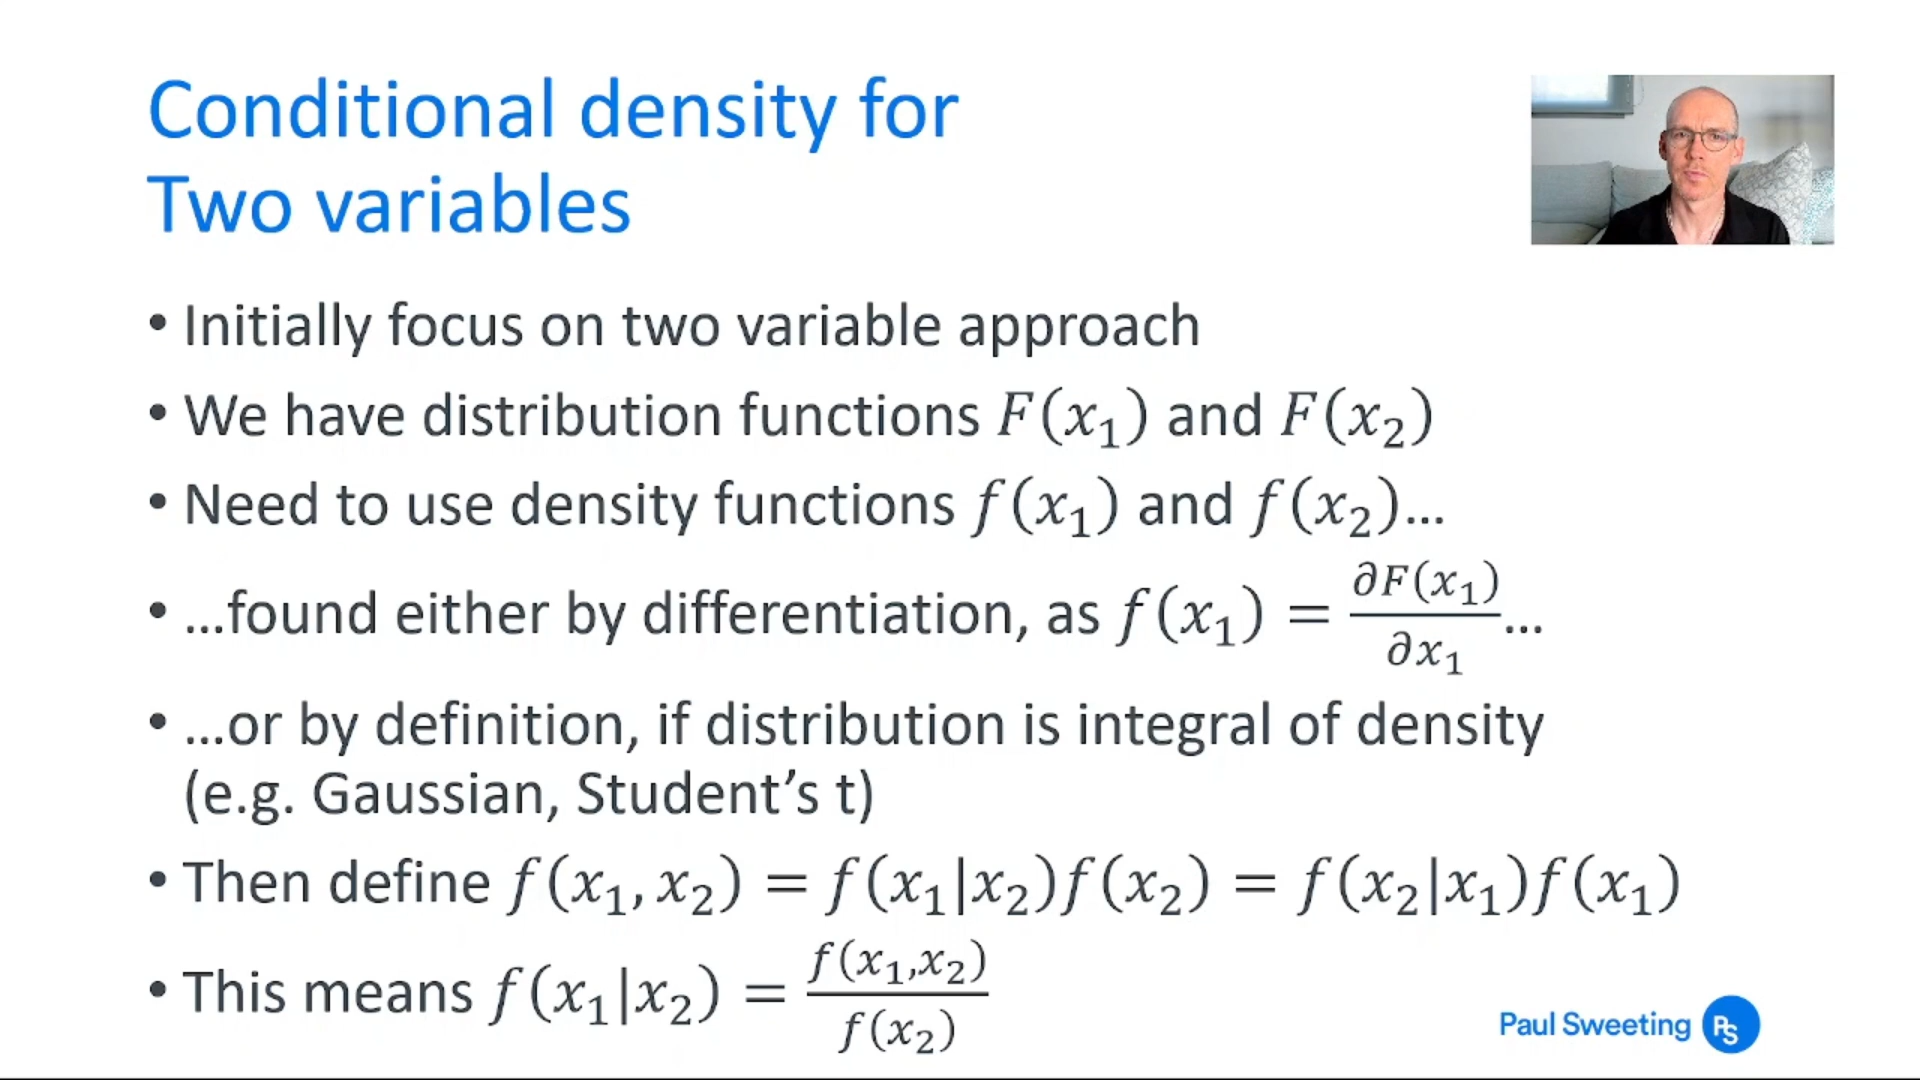 Conditional density for
Two variables
• Initially focus on two variable approach
• We have distribution functions F(x₁) and F(x₂)
• Need to use density functions f(x₁) and f(x₂)...
• ...found either by differentiation, as f(x₁) = ∂F(x₁)/∂x₁...
• ...or by definition, if distribution is integral of density
(e.g. Gaussian, Student’s t)
• Then define f(x₁, x₂) = f(x₁|x₂)f(x₂) = f(x₂|x₁)f(x₁)
• This means f(x₁|x₂) = f(x₁,x₂)/f(x₂)
Paul Sweeting PS